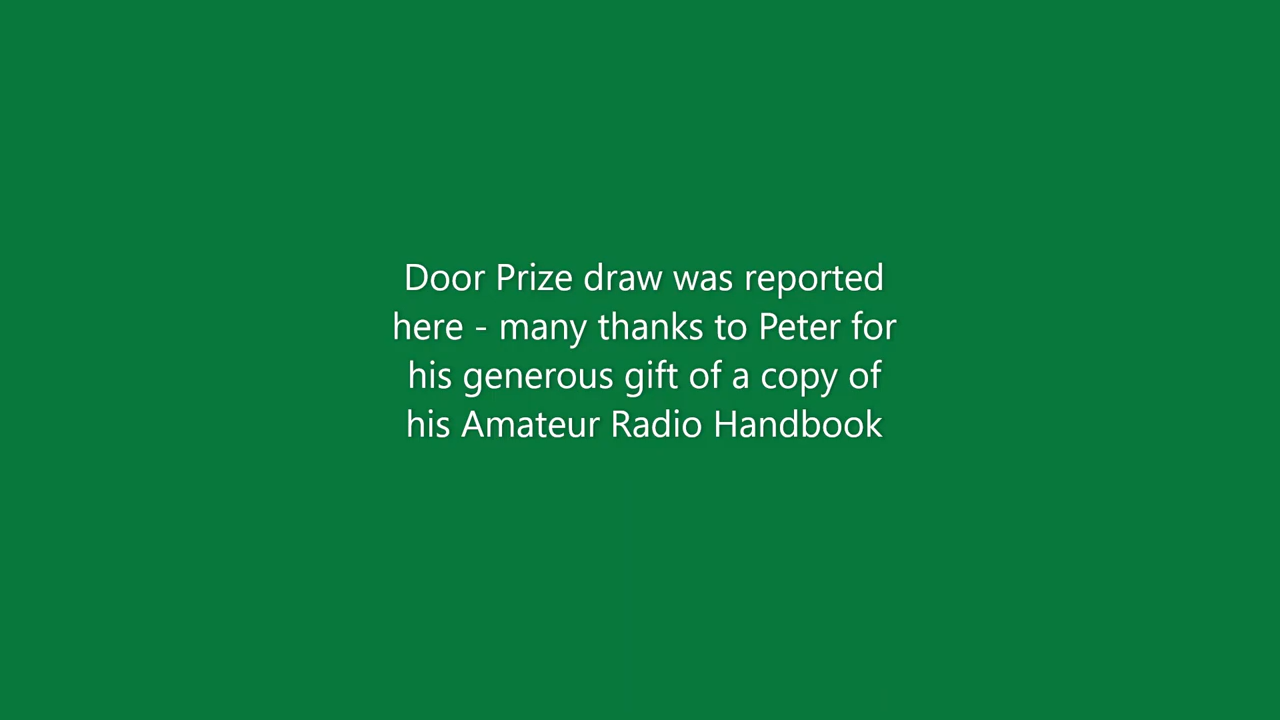 Door Prize draw was reported
here - many thanks to Peter for
his generous gift of a copy of
his Amateur Radio Handbook